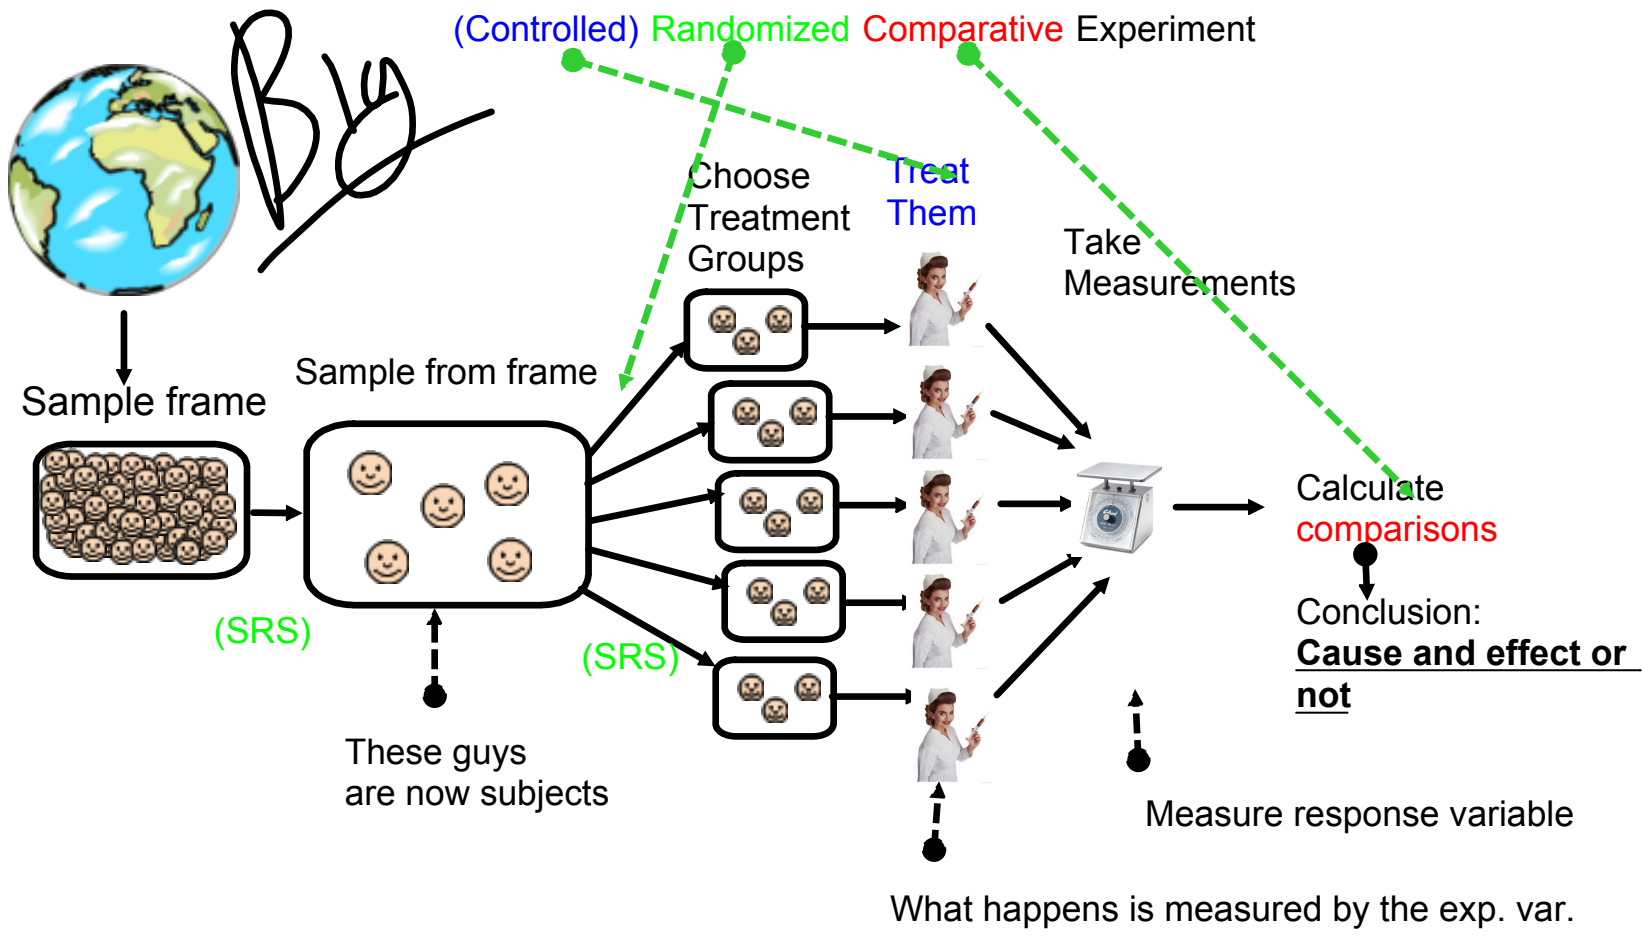 (Controlled) Randomized Comparative Experiment
Big
Choose
Treatment
Groups
Treat
Them
Take
Measurements
Sample frame
Sample from frame
(SRS)
(SRS)
These guys
are now subjects
Calculate
comparisons
Conclusion:
Cause and effect or
not
Measure response variable
What happens is measured by the exp. var.